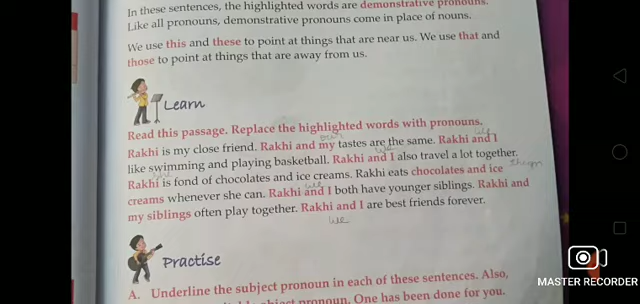 In these sentences, the highlighted words are demonstrative pronouns.
Like all pronouns, demonstrative pronouns come in place of nouns.
We use this and these to point at things that are near us. We use that and
those to point at things that are away from us.
Learn
Read this passage. Replace the highlighted words with pronouns.
our
Rakhi is my close friend. Rakhi and my tastes are the same. Rakhi and I
we
like swimming and playing basketball. Rakhi and I also travel a lot together.
them
Rakhi is fond of chocolates and ice creams. Rakhi eats chocolates and ice
we
creams whenever she can. Rakhi and I both have younger siblings. Rakhi and
my siblings often play together. Rakhi and I are best friends forever.
we
Practise
A. Underline the subject pronoun in each of these sentences. Also,
object pronoun. One has been done for you.
MASTER RECORDER